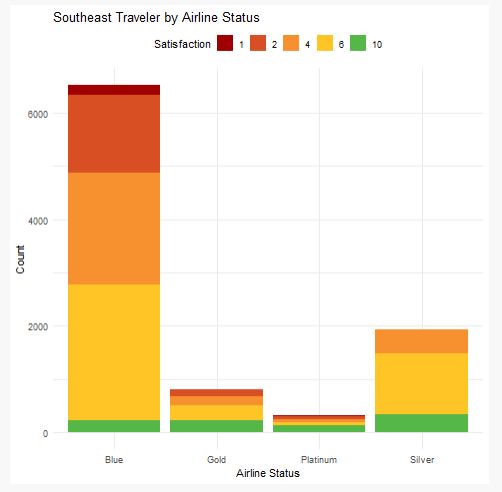 Southeast Traveler by Airline Status
Satisfaction 1 2 4 6 10
6000
4000
2000
0
Count
Blue Gold Platinum Silver
Airline Status